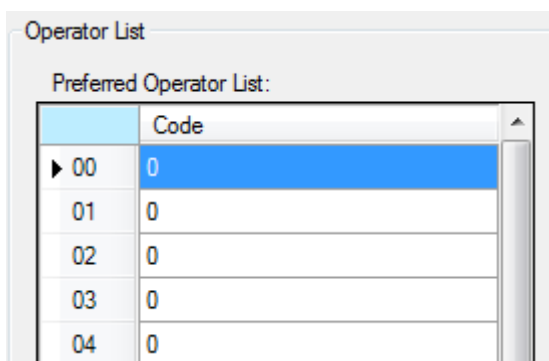 Operator List
Preferred Operator List:
Code
00 0
01 0
02 0
03 0
04 0